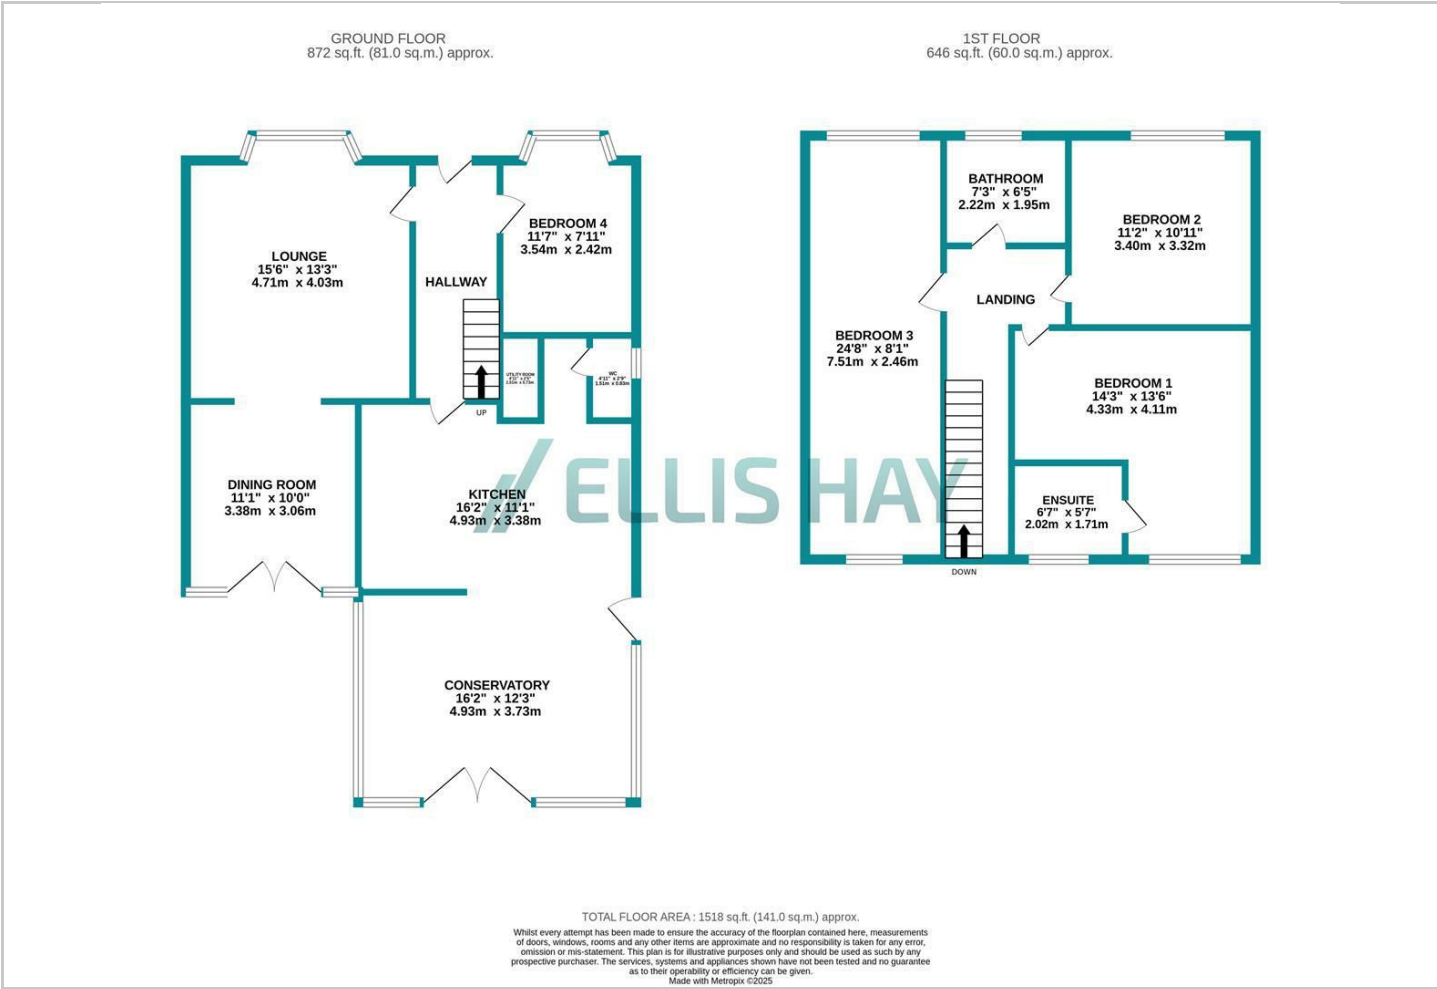 GROUND FLOOR
872 sq.ft. (81.0 sq.m.) approx.
1ST FLOOR
646 sq.ft. (60.0 sq.m.) approx.
LOUNGE
15'6" x 13'3"
4.71m x 4.03m
HALLWAY
BEDROOM 4
11'7" x 7'11"
3.54m x 2.42m
UTILITY ROOM
WC
4'11" x 2'9"
1.51m x 0.83m
UP
DINING ROOM
11'1" x 10'0"
3.38m x 3.06m
KITCHEN
16'2" x 11'1"
4.93m x 3.38m
CONSERVATORY
16'2" x 12'3"
4.93m x 3.73m
BATHROOM
7'3" x 6'5"
2.22m x 1.95m
BEDROOM 2
11'2" x 10'11"
3.40m x 3.32m
LANDING
BEDROOM 3
24'8" x 8'1"
7.51m x 2.46m
BEDROOM 1
14'3" x 13'6"
4.33m x 4.11m
ENSUITE
6'7" x 5'7"
2.02m x 1.71m
DOWN
ELLIS HAY
TOTAL FLOOR AREA : 1518 sq.ft. (141.0 sq.m.) approx.
Whilst every attempt has been made to ensure the accuracy of the floorplan contained here, measurements
of doors, windows, rooms and any other items are approximate and no responsibility is taken for any error,
omission or mis-statement. This plan is for illustrative purposes only and should be used as such by any
prospective purchaser. The services, systems and appliances shown have not been tested and no guarantee
as to their operability or efficiency can be given.
Made with Metropix ©2025